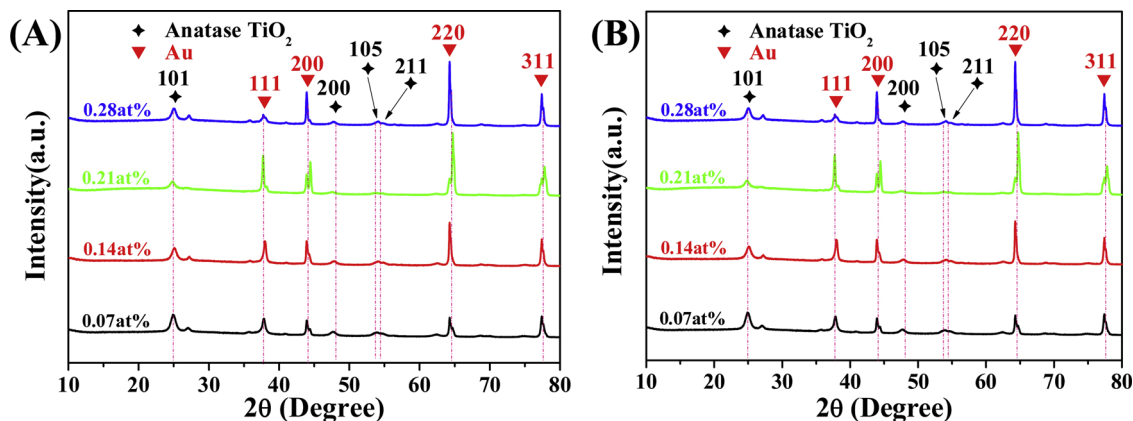 (A)
Anatase TiO2
Au
101
111
200
200
105
211
220
311
0.28at%
0.21at%
0.14at%
0.07at%
Intensity(a.u.)
10 20 30 40 50 60 70 80
2θ (Degree)
(B)
Anatase TiO2
Au
101
111
200
200
105
211
220
311
0.28at%
0.21at%
0.14at%
0.07at%
Intensity(a.u.)
10 20 30 40 50 60 70 80
2θ (Degree)